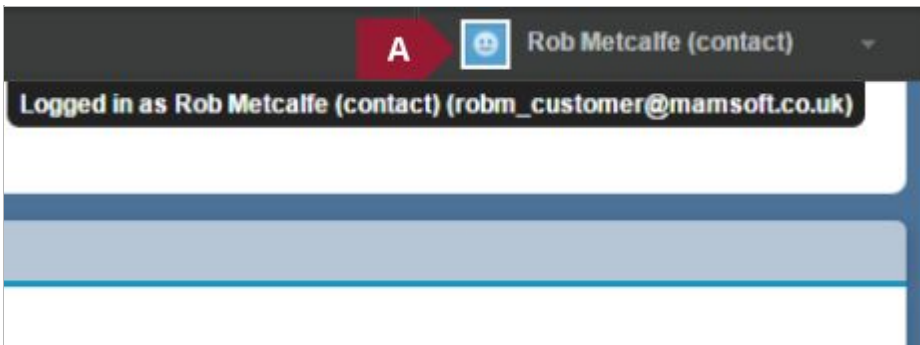 A Rob Metcalfe (contact)
Logged in as Rob Metcalfe (contact) (robm_customer@mamsoft.co.uk)